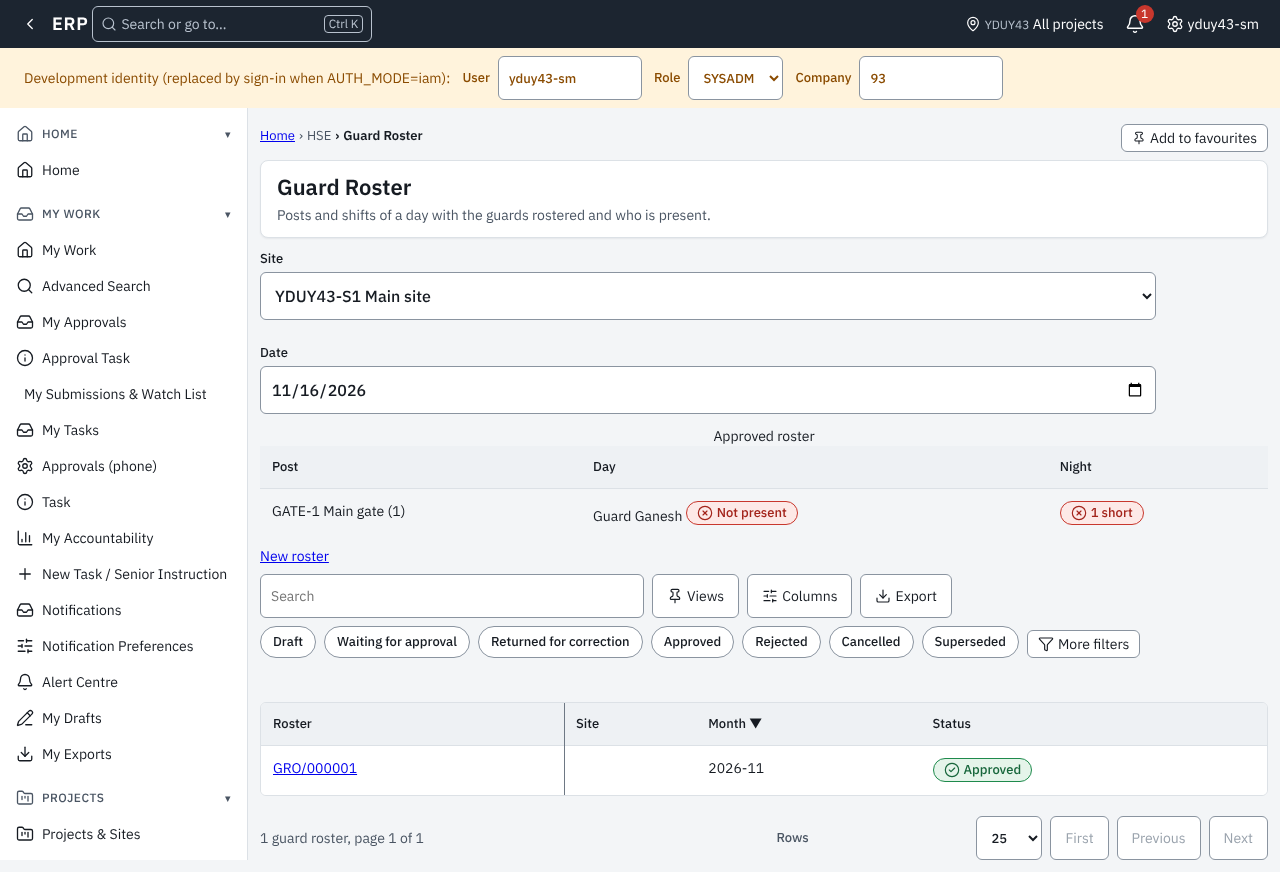 ERP Search or go to... Ctrl K YDUY43 All projects 1 yduy43-sm
Development identity (replaced by sign-in when AUTH_MODE=iam): User yduy43-sm Role SYSADM Company 93
HOME
Home
MY WORK
My Work
Advanced Search
My Approvals
Approval Task
My Submissions & Watch List
My Tasks
Approvals (phone)
Task
My Accountability
New Task / Senior Instruction
Notifications
Notification Preferences
Alert Centre
My Drafts
My Exports
PROJECTS
Projects & Sites
Home › HSE › Guard Roster
Add to favourites
Guard Roster
Posts and shifts of a day with the guards rostered and who is present.
Site
YDUY43-S1 Main site
Date
11/16/2026
Approved roster
Post Day Night
GATE-1 Main gate (1) Guard Ganesh Not present 1 short
New roster
Search Views Columns Export
Draft Waiting for approval Returned for correction Approved Rejected Cancelled Superseded More filters
Roster Site Month ▼ Status
GRO/000001 2026-11 Approved
1 guard roster, page 1 of 1 Rows 25 First Previous Next